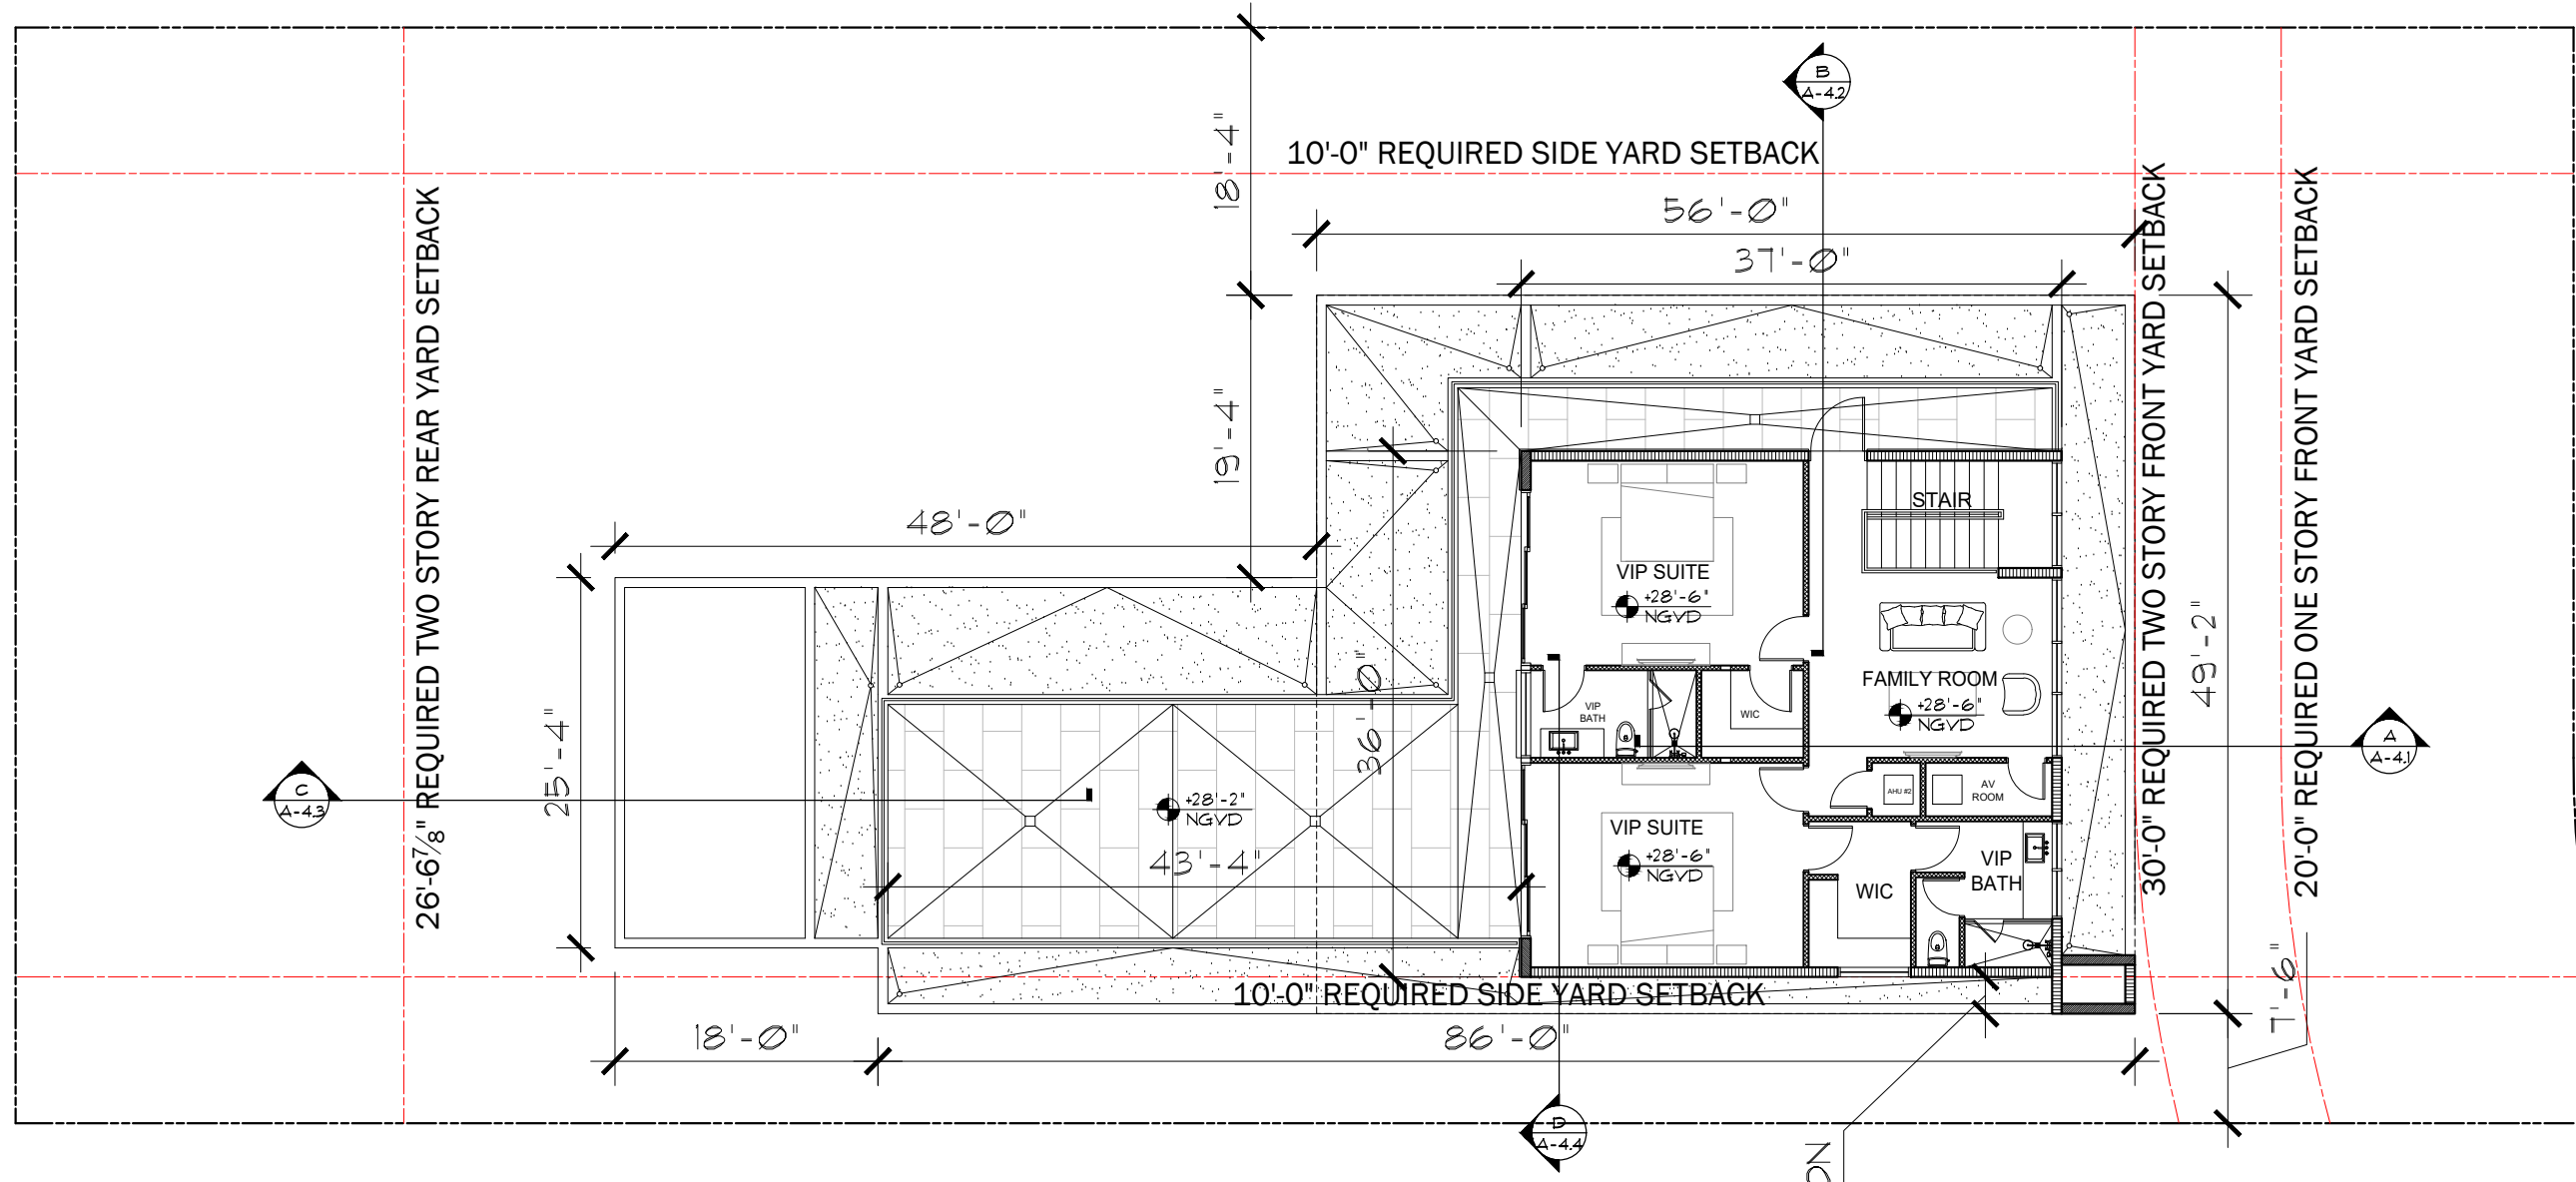 B
A-4.2
18'-4"
10'-0" REQUIRED SIDE YARD SETBACK
56'-0"
37'-0"
26'-6 7/8" REQUIRED TWO STORY REAR YARD SETBACK
30'-0" REQUIRED TWO STORY FRONT YARD SETBACK
20'-0" REQUIRED ONE STORY FRONT YARD SETBACK
19'-4"
48'-0"
STAIR
VIP SUITE
+28'-6"
NGVD
49'-2"
FAMILY ROOM
+28'-6"
NGVD
VIP
BATH
WIC
36'-0"
25'-4"
A
A-4.1
C
A-4.3
AHU #2
AV
ROOM
+28'-2"
NGVD
43'-4"
VIP SUITE
+28'-6"
NGVD
VIP
BATH
WIC
10'-0" REQUIRED SIDE YARD SETBACK
7'-6"
18'-0"
86'-0"
D
A-4.4